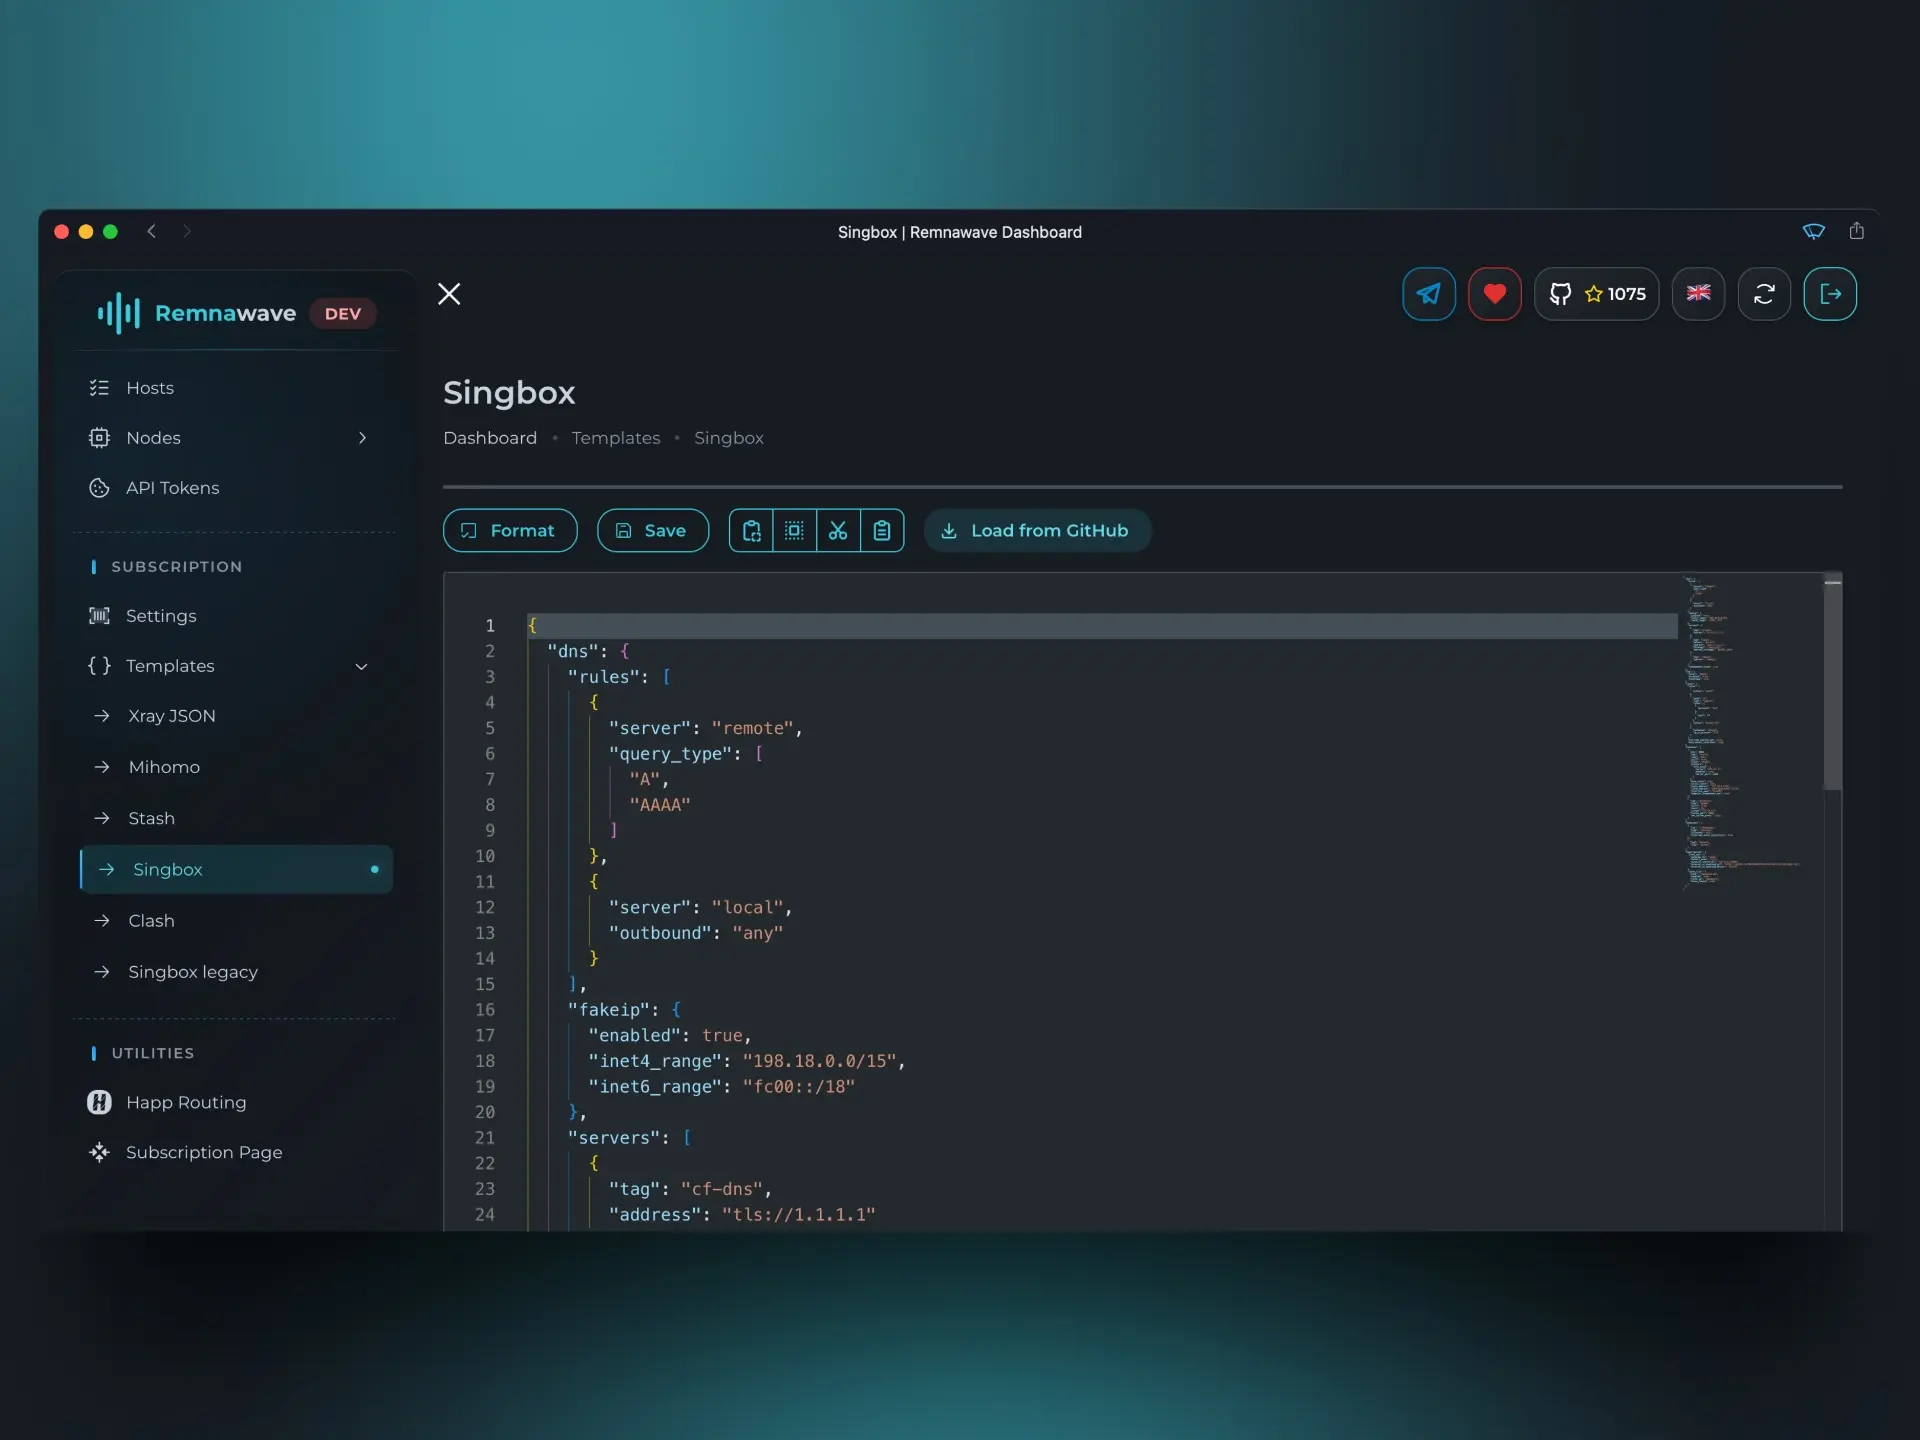 Singbox | Remnawave Dashboard
Remnawave DEV
1075
Hosts
Nodes
API Tokens
SUBSCRIPTION
Settings
Templates
Xray JSON
Mihomo
Stash
Singbox
Clash
Singbox legacy
UTILITIES
Happ Routing
Subscription Page
Singbox
Dashboard • Templates • Singbox
Format Save Load from GitHub
1 {
2 "dns": {
3 "rules": [
4 {
5 "server": "remote",
6 "query_type": [
7 "A",
8 "AAAA"
9 ]
10 },
11 {
12 "server": "local",
13 "outbound": "any"
14 }
15 ],
16 "fakeip": {
17 "enabled": true,
18 "inet4_range": "198.18.0.0/15",
19 "inet6_range": "fc00::/18"
20 },
21 "servers": [
22 {
23 "tag": "cf-dns",
24 "address": "tls://1.1.1.1"